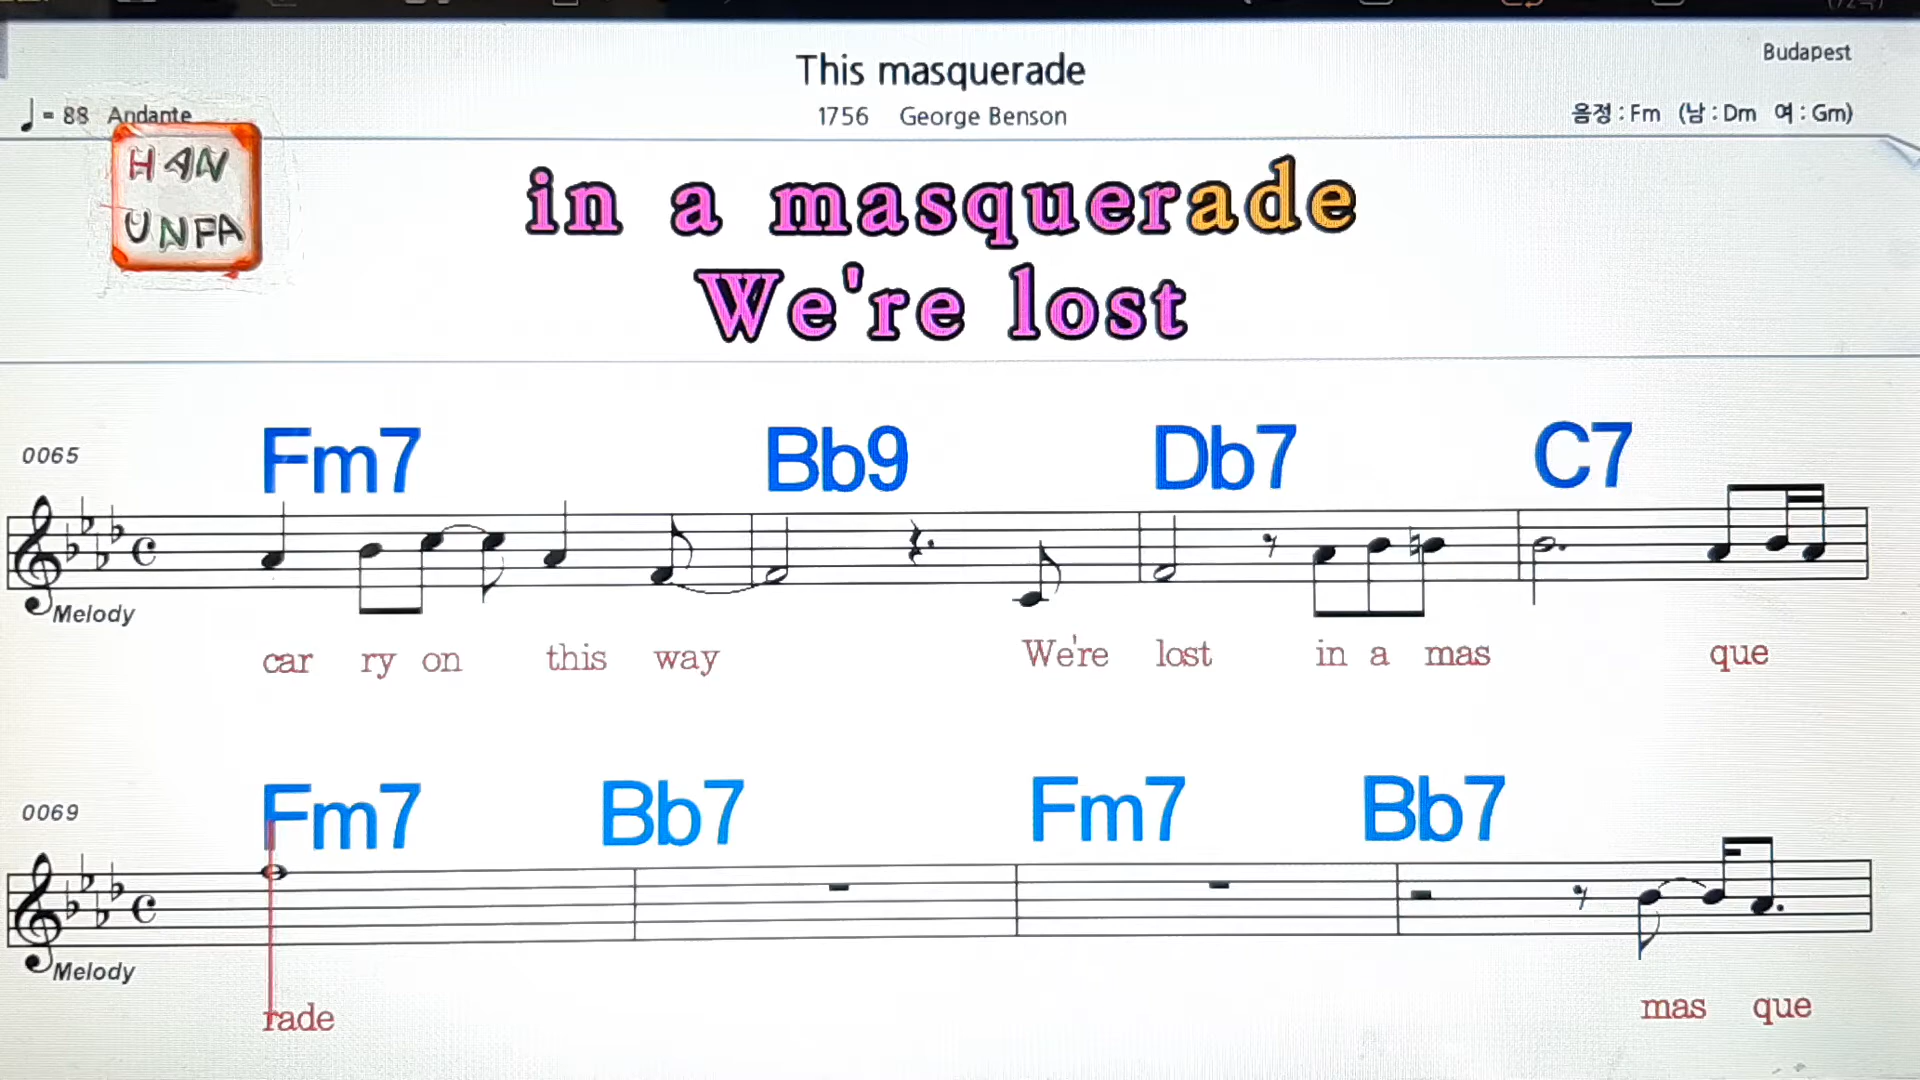 This masquerade
Budapest
♩ = 88 Andante
1756 George Benson
음정 : Fm (남 : Dm 여 : Gm)
HAN
UNFA
in a masquerade
We're lost
0065
Fm7 Bb9 Db7 C7
Melody
car ry on this way We're lost in a mas que
0069
Fm7 Bb7 Fm7 Bb7
Melody
rade mas que